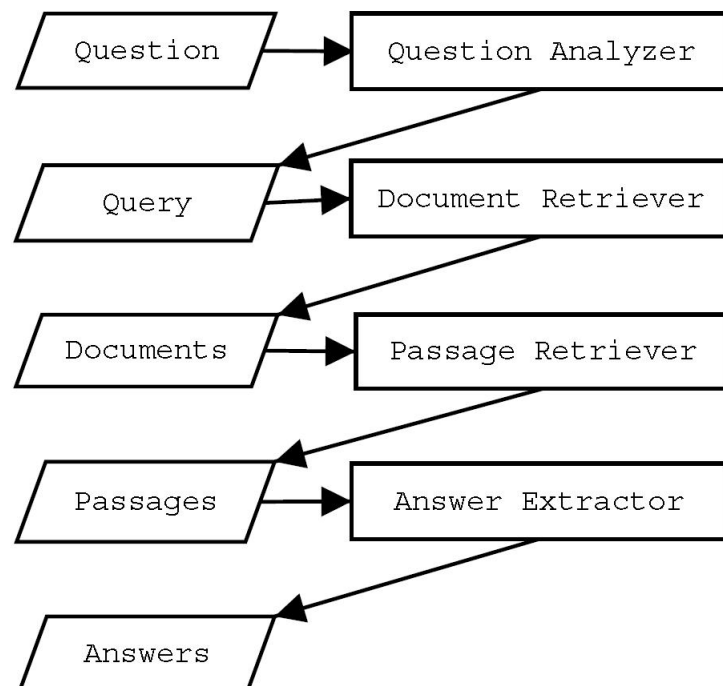 Question
Question Analyzer
Query
Document Retriever
Documents
Passage Retriever
Passages
Answer Extractor
Answers